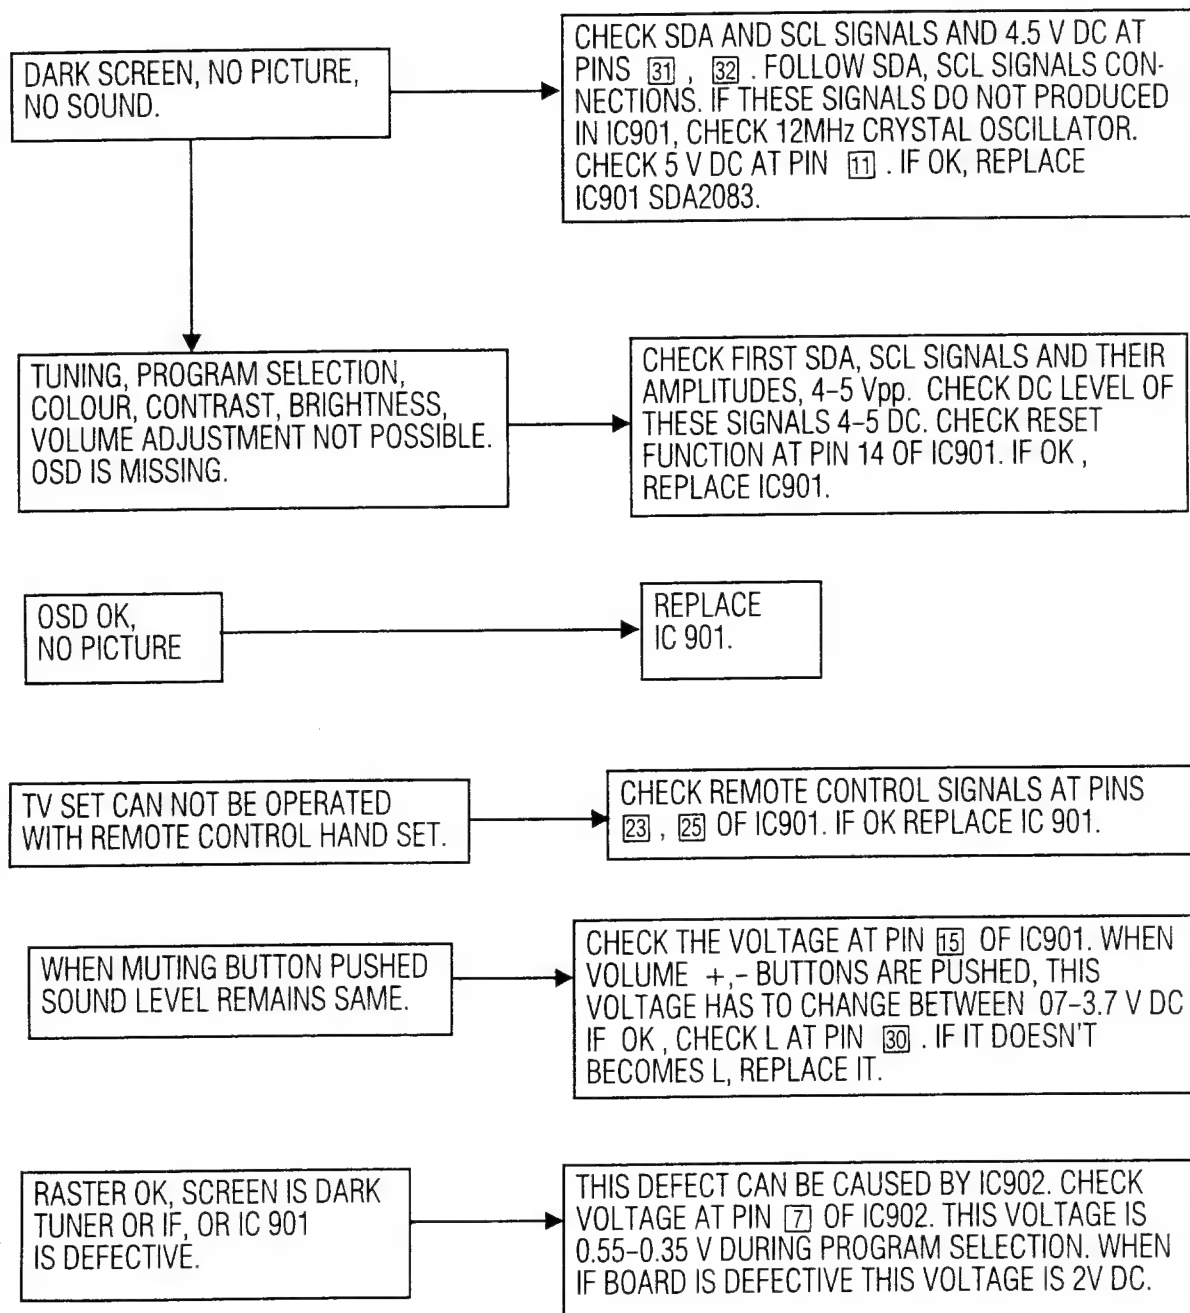 DARK SCREEN, NO PICTURE,
NO SOUND.
CHECK SDA AND SCL SIGNALS AND 4.5 V DC AT
PINS 31 , 32 . FOLLOW SDA, SCL SIGNALS CON-
NECTIONS. IF THESE SIGNALS DO NOT PRODUCED
IN IC901, CHECK 12MHz CRYSTAL OSCILLATOR.
CHECK 5 V DC AT PIN 11 . IF OK, REPLACE
IC901 SDA2083.
TUNING, PROGRAM SELECTION,
COLOUR, CONTRAST, BRIGHTNESS,
VOLUME ADJUSTMENT NOT POSSIBLE.
OSD IS MISSING.
CHECK FIRST SDA, SCL SIGNALS AND THEIR
AMPLITUDES, 4–5 Vpp. CHECK DC LEVEL OF
THESE SIGNALS 4–5 DC. CHECK RESET
FUNCTION AT PIN 14 OF IC901. IF OK ,
REPLACE IC901.
OSD OK,
NO PICTURE
REPLACE
IC 901.
TV SET CAN NOT BE OPERATED
WITH REMOTE CONTROL HAND SET.
CHECK REMOTE CONTROL SIGNALS AT PINS
23 , 25 OF IC901. IF OK REPLACE IC 901.
WHEN MUTING BUTTON PUSHED
SOUND LEVEL REMAINS SAME.
CHECK THE VOLTAGE AT PIN 15 OF IC901. WHEN
VOLUME +,- BUTTONS ARE PUSHED, THIS
VOLTAGE HAS TO CHANGE BETWEEN 07–3.7 V DC
IF OK , CHECK L AT PIN 30 . IF IT DOESN'T
BECOMES L, REPLACE IT.
RASTER OK, SCREEN IS DARK
TUNER OR IF, OR IC 901
IS DEFECTIVE.
THIS DEFECT CAN BE CAUSED BY IC902. CHECK
VOLTAGE AT PIN 7 OF IC902. THIS VOLTAGE IS
0.55–0.35 V DURING PROGRAM SELECTION. WHEN
IF BOARD IS DEFECTIVE THIS VOLTAGE IS 2V DC.